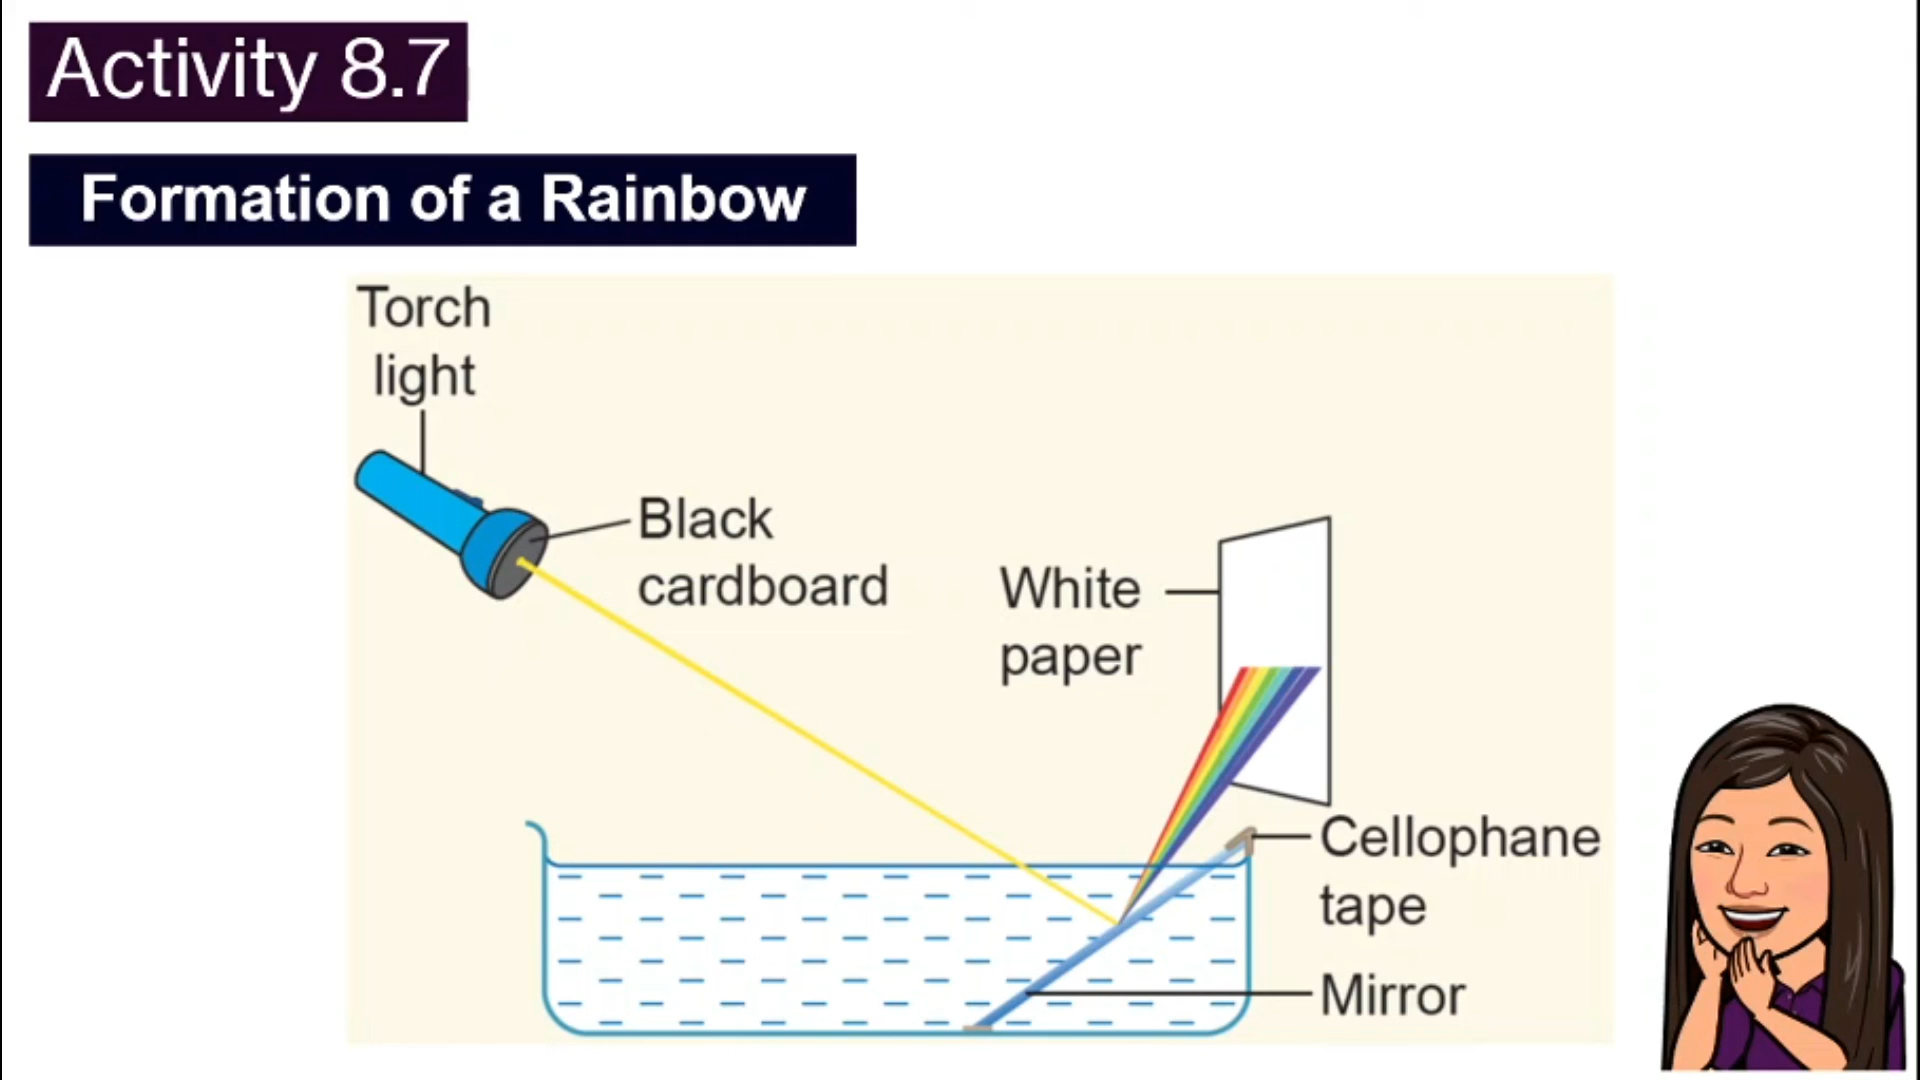 Activity 8.7
Formation of a Rainbow
Torch
light
Black
cardboard
White
paper
Cellophane
tape
Mirror